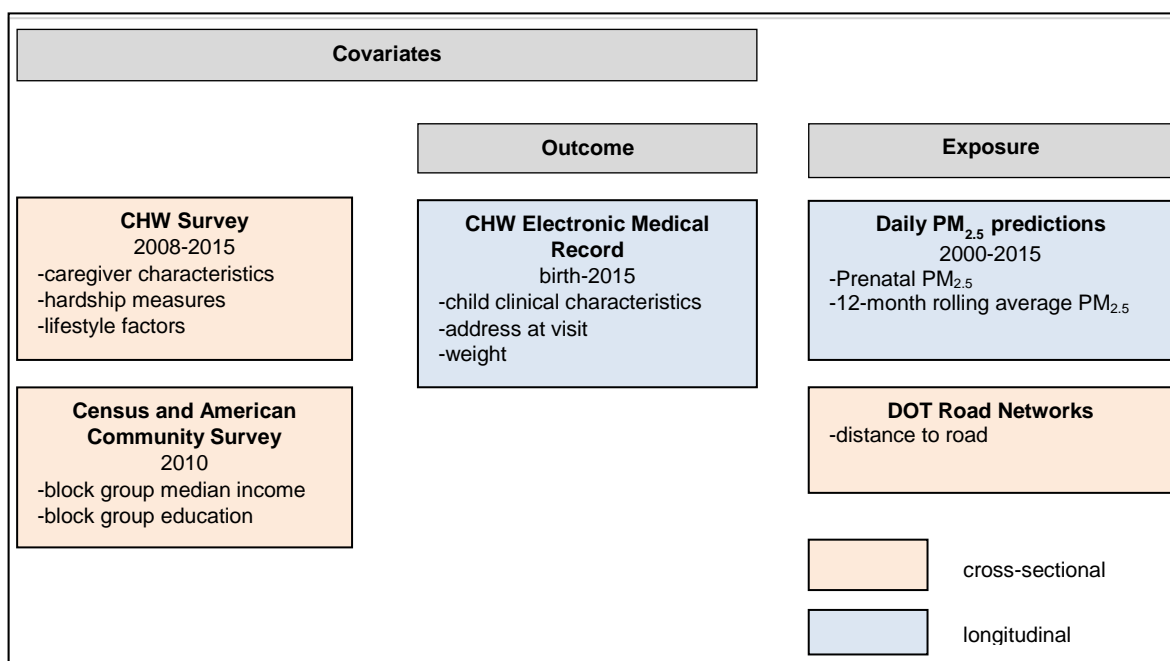 Covariates
Outcome
Exposure
CHW Survey
2008-2015
-caregiver characteristics
-hardship measures
-lifestyle factors
CHW Electronic Medical
Record
birth-2015
-child clinical characteristics
-address at visit
-weight
Daily PM2.5 predictions
2000-2015
-Prenatal PM2.5
-12-month rolling average PM2.5
Census and American
Community Survey
2010
-block group median income
-block group education
DOT Road Networks
-distance to road
cross-sectional
longitudinal